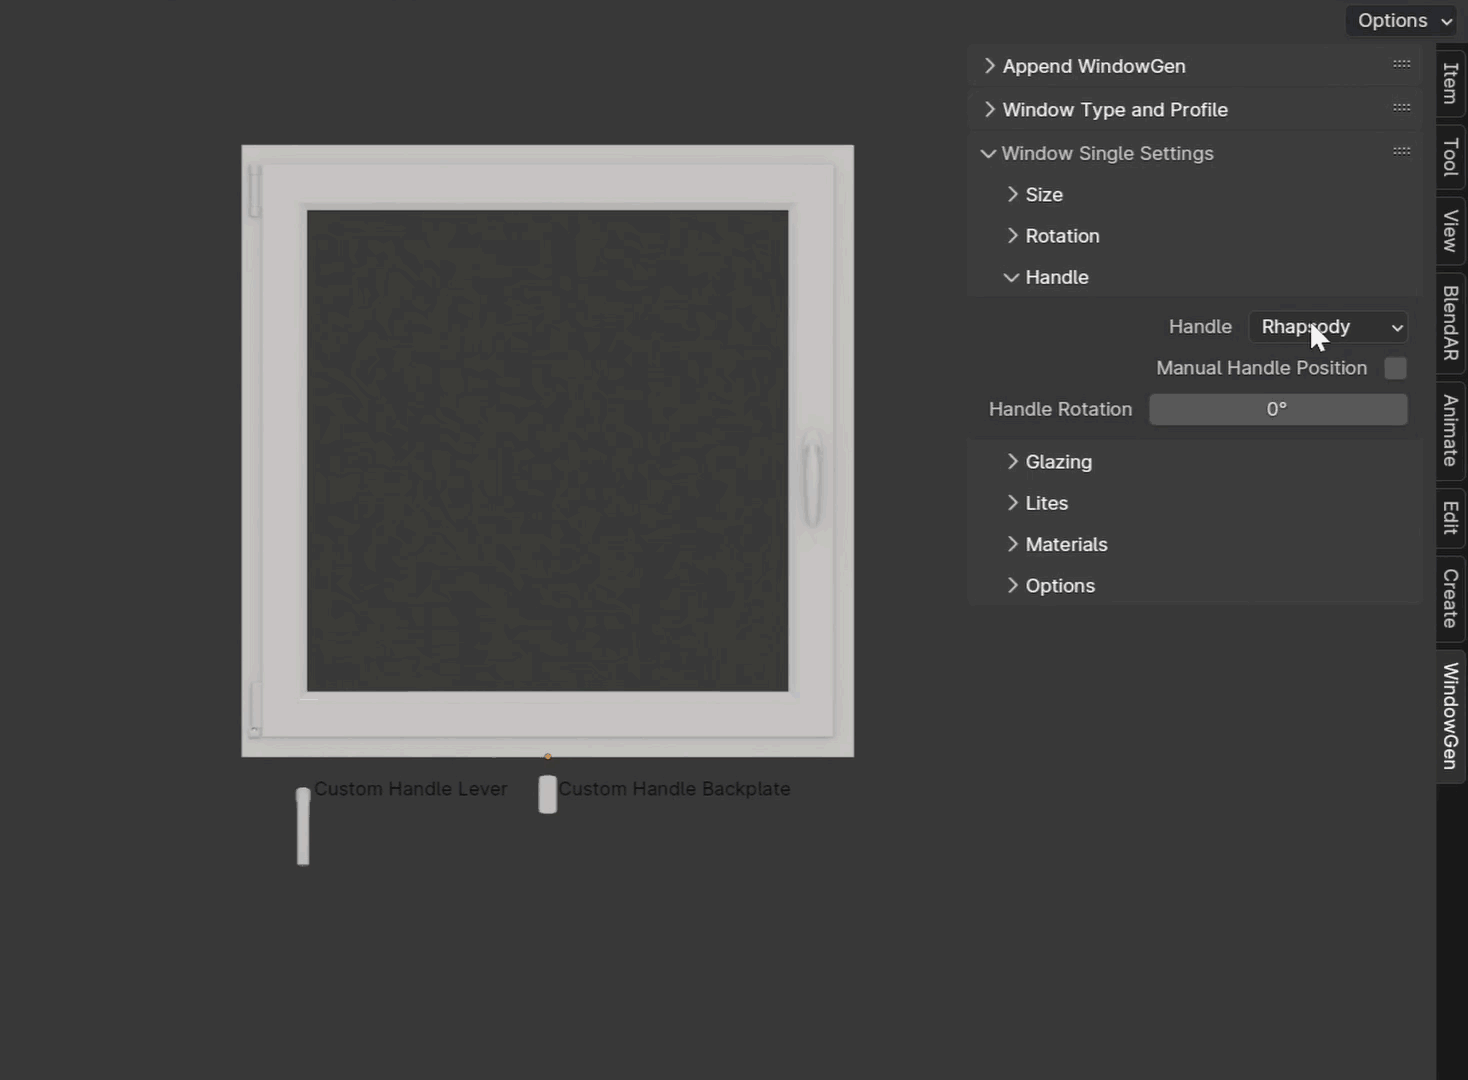 Options
Append WindowGen
Window Type and Profile
Window Single Settings
Size
Rotation
Handle
Handle Rhapsody
Manual Handle Position
Handle Rotation 0°
Glazing
Lites
Materials
Options
Item
Tool
View
BlendAR
Animate
Edit
Create
WindowGen
Custom Handle Lever
Custom Handle Backplate